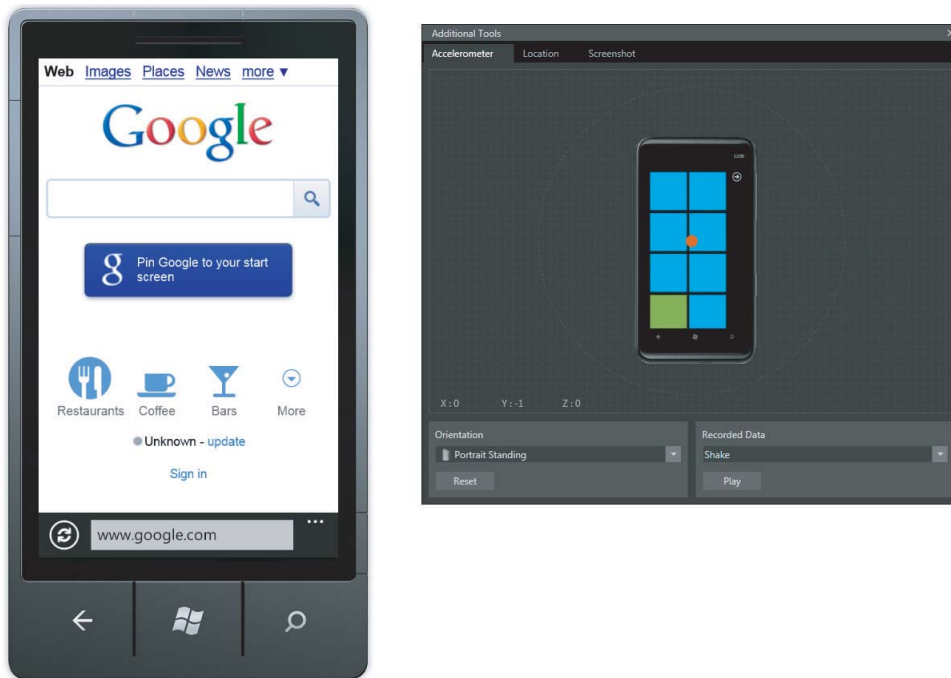 Web Images Places News more ▼
Google
g Pin Google to your start
screen
Restaurants Coffee Bars More
Unknown - update
Sign in
www.google.com ...
Additional Tools
Accelerometer Location Screenshot
X:0 Y:-1 Z:0
Orientation
Portrait Standing
Reset
Recorded Data
Shake
Play